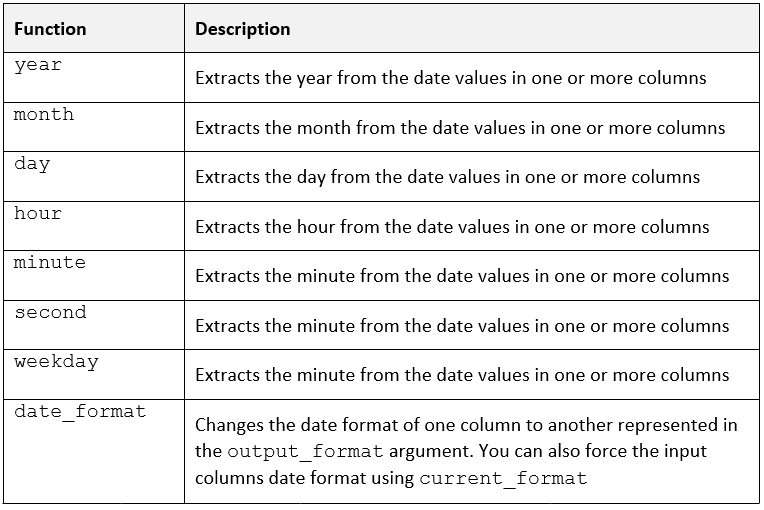 Function Description
year Extracts the year from the date values in one or more columns
month Extracts the month from the date values in one or more columns
day Extracts the day from the date values in one or more columns
hour Extracts the hour from the date values in one or more columns
minute Extracts the minute from the date values in one or more columns
second Extracts the minute from the date values in one or more columns
weekday Extracts the minute from the date values in one or more columns
date_format Changes the date format of one column to another represented in
the output_format argument. You can also force the input
columns date format using current_format